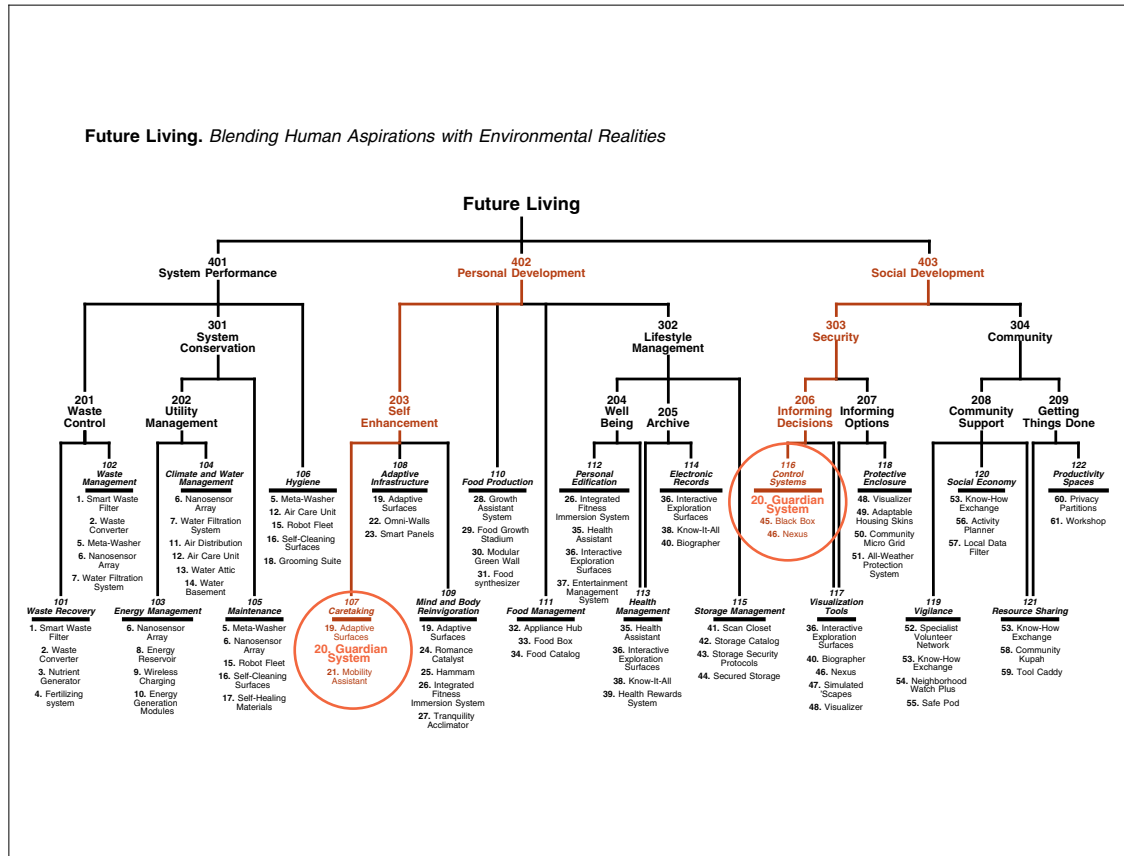 Future Living. Blending Human Aspirations with Environmental Realities
Future Living
401
System Performance
402
Personal Development
403
Social Development
301
System
Conservation
302
Lifestyle
Management
303
Security
304
Community
201
Waste
Control
202
Utility
Management
203
Self
Enhancement
204
Well
Being
205
Archive
206
Informing
Decisions
207
Informing
Options
208
Community
Support
209
Getting
Things Done
102
Waste
Management
1. Smart Waste
Filter
2. Waste
Converter
5. Meta-Washer
6. Nanosensor
Array
7. Water Filtration
System
104
Climate and Water
Management
6. Nanosensor
Array
7. Water Filtration
System
11. Air Distribution
12. Air Care Unit
13. Water Attic
14. Water
Basement
106
Hygiene
5. Meta-Washer
12. Air Care Unit
15. Robot Fleet
16. Self-Cleaning
Surfaces
18. Grooming Suite
108
Adaptive
Infrastructure
19. Adaptive
Surfaces
22. Omni-Walls
23. Smart Panels
110
Food Production
28. Growth
Assistant
System
29. Food Growth
Stadium
30. Modular
Green Wall
31. Food
synthesizer
112
Personal
Edification
26. Integrated
Fitness
Immersion System
35. Health
Assistant
36. Interactive
Exploration
Surfaces
37. Entertainment
Management
System
114
Electronic
Records
36. Interactive
Exploration
Surfaces
38. Know-It-All
40. Biographer
116
Control
Systems
20. Guardian
System
45. Black Box
46. Nexus
118
Protective
Enclosure
48. Visualizer
49. Adaptable
Housing Skins
50. Community
Micro Grid
51. All-Weather
Protection
System
120
Social Economy
53. Know-How
Exchange
56. Activity
Planner
57. Local Data
Filter
122
Productivity
Spaces
60. Privacy
Partitions
61. Workshop
101
Waste Recovery
1. Smart Waste
Filter
2. Waste
Converter
3. Nutrient
Generator
4. Fertilizing
system
103
Energy Management
6. Nanosensor
Array
8. Energy
Reservoir
9. Wireless
Charging
10. Energy
Generation
Modules
105
Maintenance
5. Meta-Washer
6. Nanosensor
Array
15. Robot Fleet
16. Self-Cleaning
Surfaces
17. Self-Healing
Materials
107
Caretaking
19. Adaptive
Surfaces
20. Guardian
System
21. Mobility
Assistant
109
Mind and Body
Reinvigoration
19. Adaptive
Surfaces
24. Romance
Catalyst
25. Hammam
26. Integrated
Fitness
Immersion System
27. Tranquility
Acclimator
111
Food Management
32. Appliance Hub
33. Food Box
34. Food Catalog
113
Health
Management
35. Health
Assistant
36. Interactive
Exploration
Surfaces
38. Know-It-All
39. Health Rewards
System
115
Storage Management
41. Scan Closet
42. Storage Catalog
43. Storage Security
Protocols
44. Secured Storage
117
Visualization
Tools
36. Interactive
Exploration
Surfaces
40. Biographer
46. Nexus
47. Simulated
'Scapes
48. Visualizer
119
Vigilance
52. Specialist
Volunteer
Network
53. Know-How
Exchange
54. Neighborhood
Watch Plus
55. Safe Pod
121
Resource Sharing
53. Know-How
Exchange
58. Community
Kupah
59. Tool Caddy